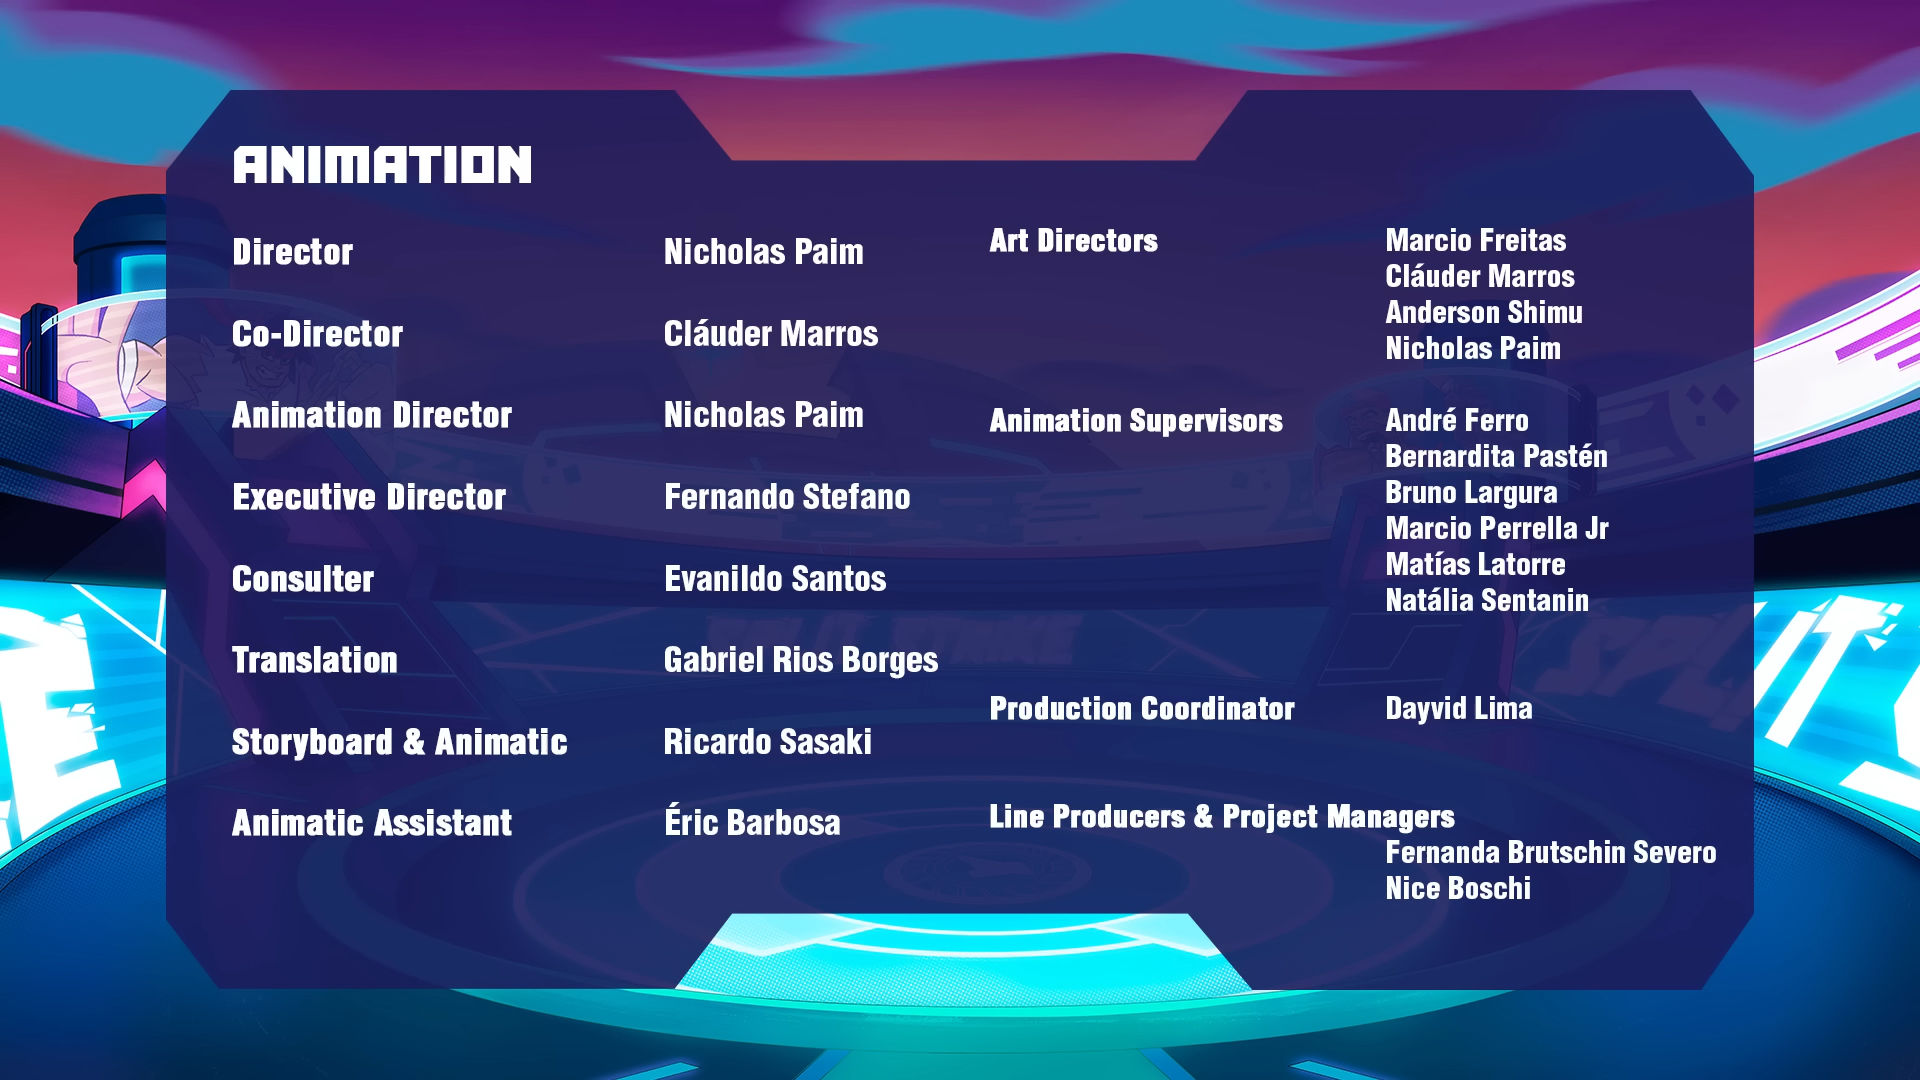 ANIMATION
Director Nicholas Paim
Co-Director Cláuder Marros
Animation Director Nicholas Paim
Executive Director Fernando Stefano
Consulter Evanildo Santos
Translation Gabriel Rios Borges
Storyboard & Animatic Ricardo Sasaki
Animatic Assistant Éric Barbosa
Art Directors Marcio Freitas
Cláuder Marros
Anderson Shimu
Nicholas Paim
Animation Supervisors André Ferro
Bernardita Pastén
Bruno Largura
Marcio Perrella Jr
Matías Latorre
Natália Sentanin
Production Coordinator Dayvid Lima
Line Producers & Project Managers
Fernanda Brutschin Severo
Nice Boschi
SPLIT STRIKE